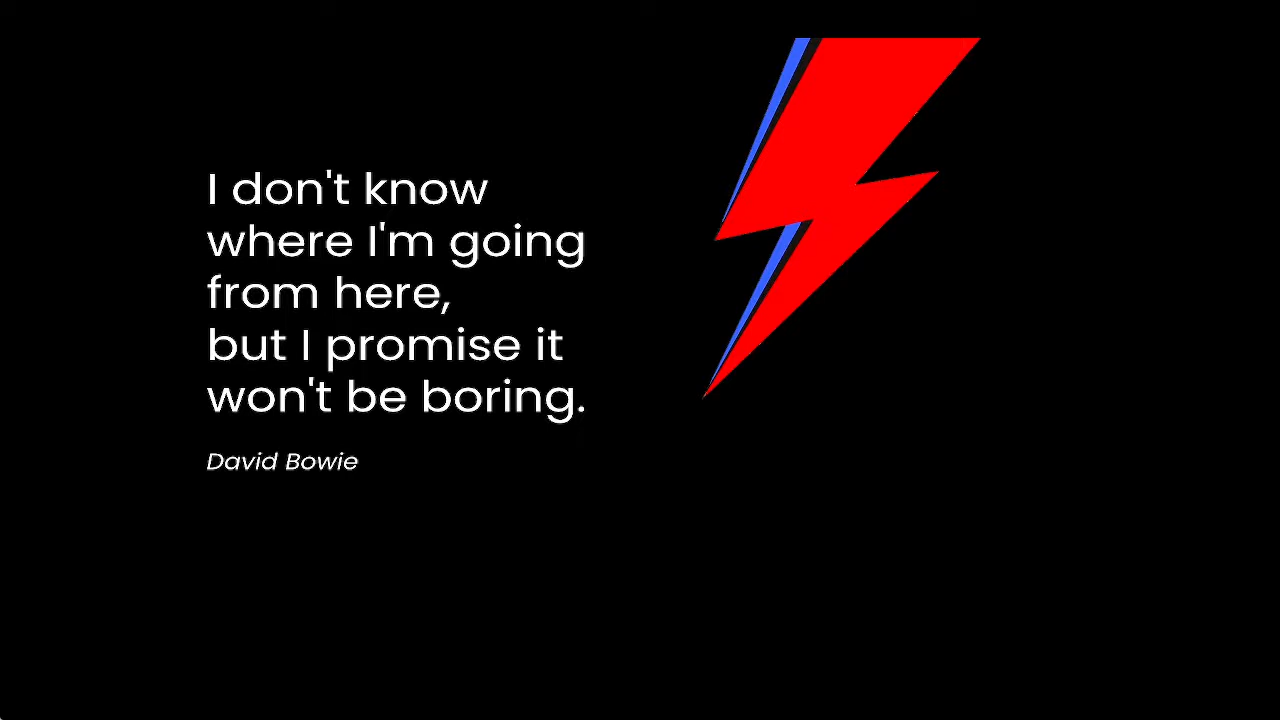 I don't know
where I'm going
from here,
but I promise it
won't be boring.
David Bowie